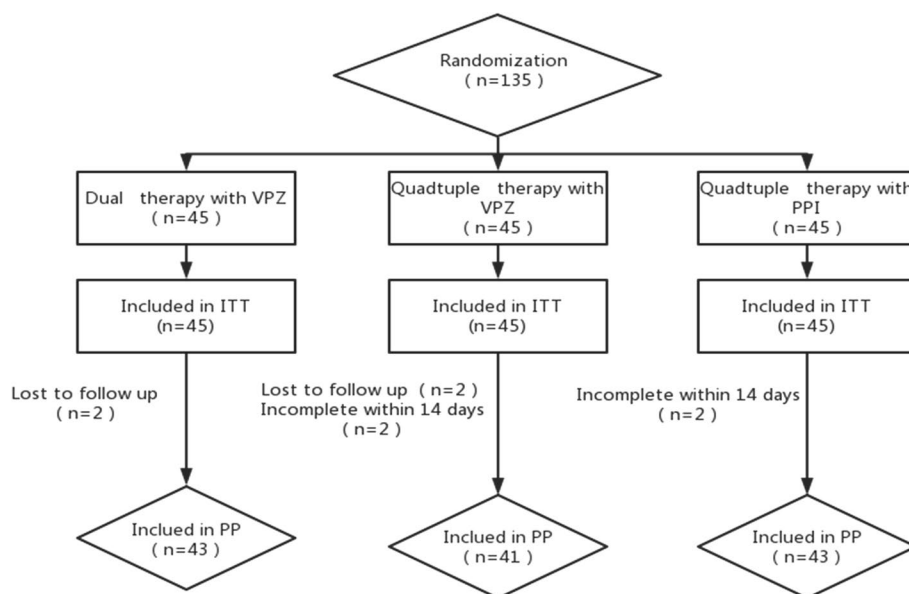 Randomization
( n=135 )
Dual therapy with VPZ
( n=45 )
Quadtuple therapy with
VPZ
( n=45 )
Quadtuple therapy with
PPI
( n=45 )
Included in ITT
(n=45)
Included in ITT
(n=45)
Included in ITT
(n=45)
Lost to follow up
( n=2 )
Lost to follow up ( n=2 )
Incomplete within 14 days
( n=2 )
Incomplete within 14 days
( n=2 )
Inclued in PP
( n=43 )
Inclued in PP
( n=41 )
Inclued in PP
( n=43 )